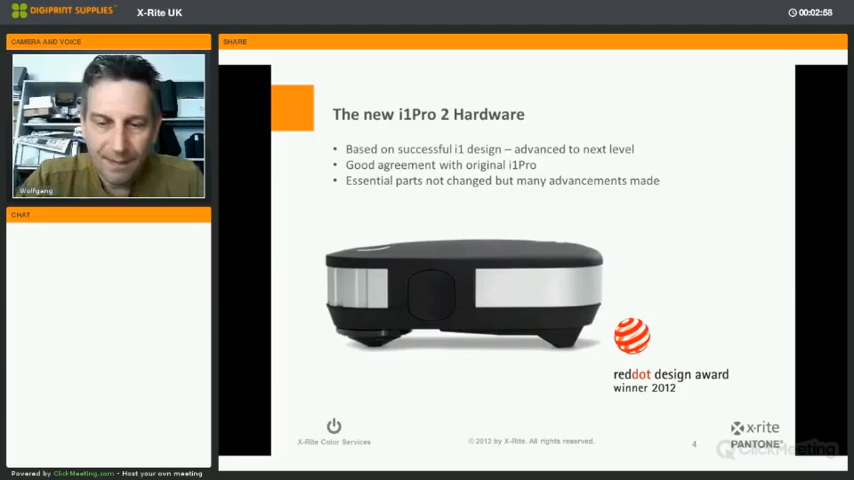 DIGIPRINT SUPPLIES
X-Rite UK
00:02:58
CAMERA AND VOICE
SHARE
Wolfgang
CHAT
The new i1Pro 2 Hardware
• Based on successful i1 design – advanced to next level
• Good agreement with original i1Pro
• Essential parts not changed but many advancements made
reddot design award
winner 2012
X-Rite Color Services
© 2012 by X-Rite. All rights reserved.
4
x·rite
PANTONE®
ClickMeeting
Powered by ClickMeeting.com - Host your own meeting